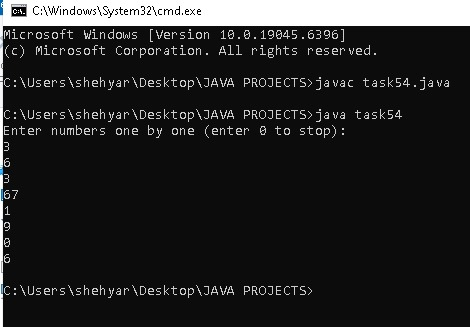 C:\Windows\System32\cmd.exe
Microsoft Windows [Version 10.0.19045.6396]
(c) Microsoft Corporation. All rights reserved.
C:\Users\shehyar\Desktop\JAVA PROJECTS>javac task54.java
C:\Users\shehyar\Desktop\JAVA PROJECTS>java task54
Enter numbers one by one (enter 0 to stop):
3
6
3
67
1
9
0
6
C:\Users\shehyar\Desktop\JAVA PROJECTS>